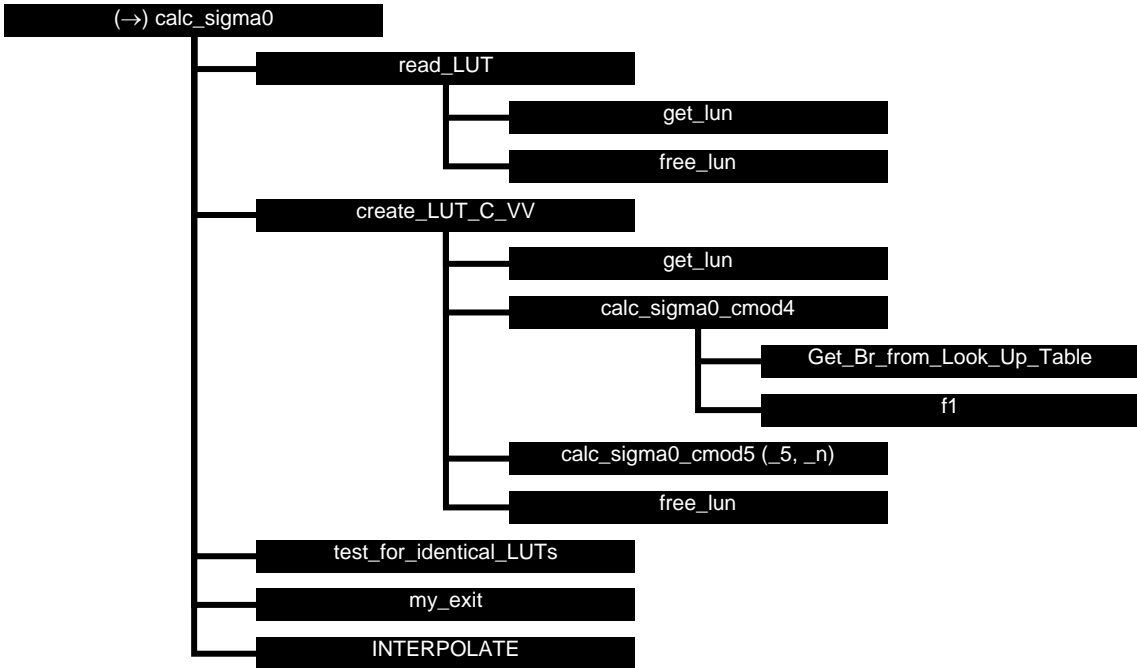 (→) calc_sigma0
read_LUT
get_lun
free_lun
create_LUT_C_VV
get_lun
calc_sigma0_cmod4
Get_Br_from_Look_Up_Table
f1
calc_sigma0_cmod5 (_5, _n)
free_lun
test_for_identical_LUTs
my_exit
INTERPOLATE